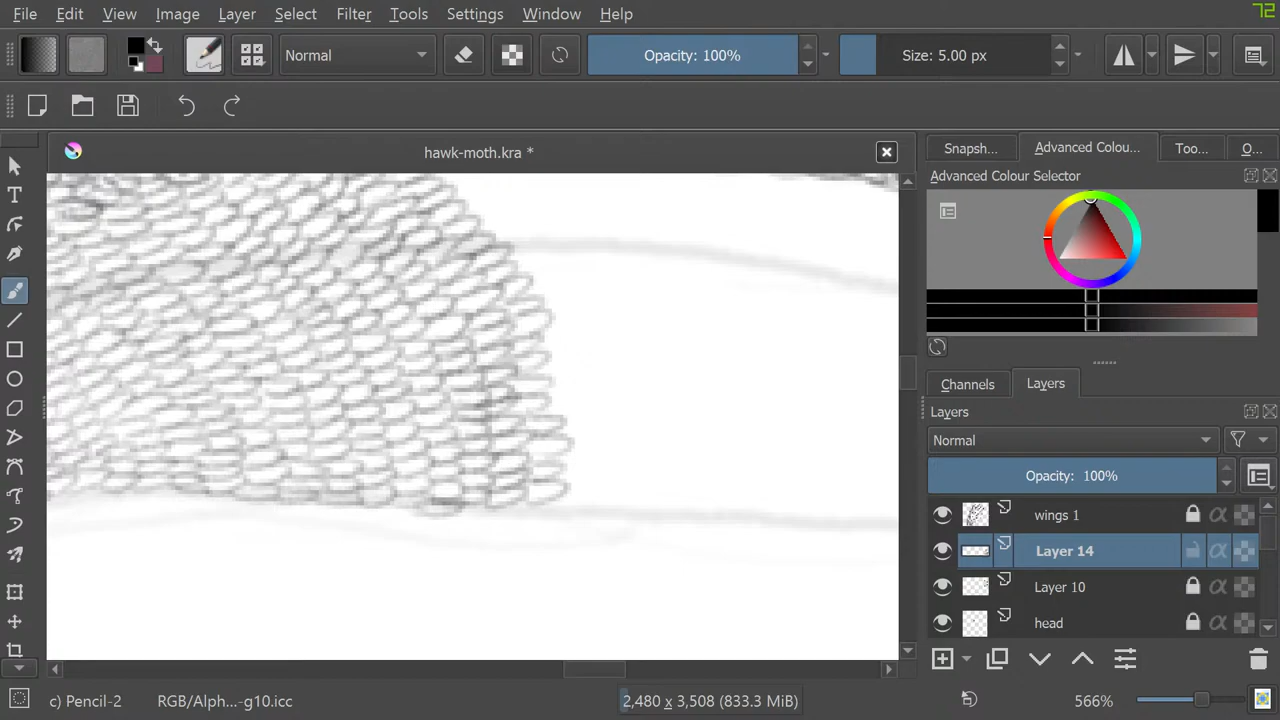 72
File Edit View Image Layer Select Filter Tools Settings Window Help
Normal Opacity: 100% Size: 5.00 px
hawk-moth.kra *
Snapsh... Advanced Colou... Too... O...
Advanced Colour Selector
Channels Layers
Layers
Normal
Opacity: 100%
wings 1
Layer 14
Layer 10
head
c) Pencil-2 RGB/Alph...-g10.icc 2,480 x 3,508 (833.3 MiB) 566%